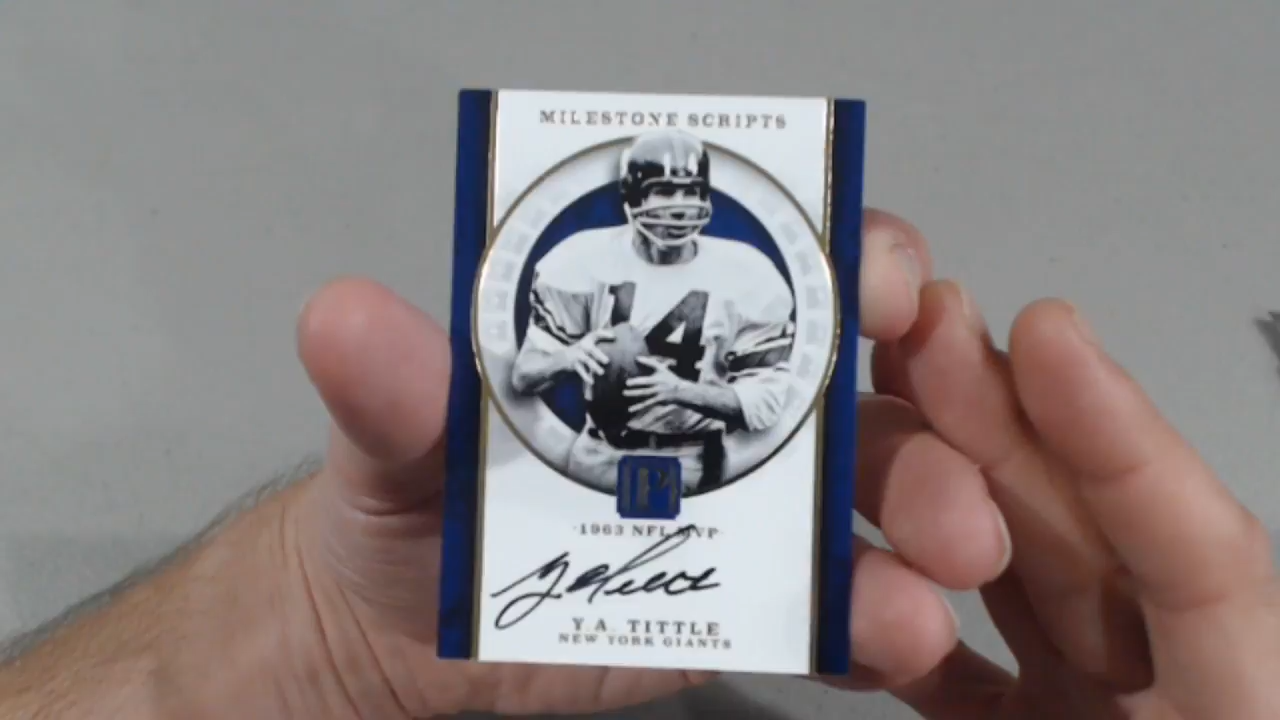 MILESTONE SCRIPTS
14
P
1963 NFL MVP
Y.A. TITTLE
NEW YORK GIANTS